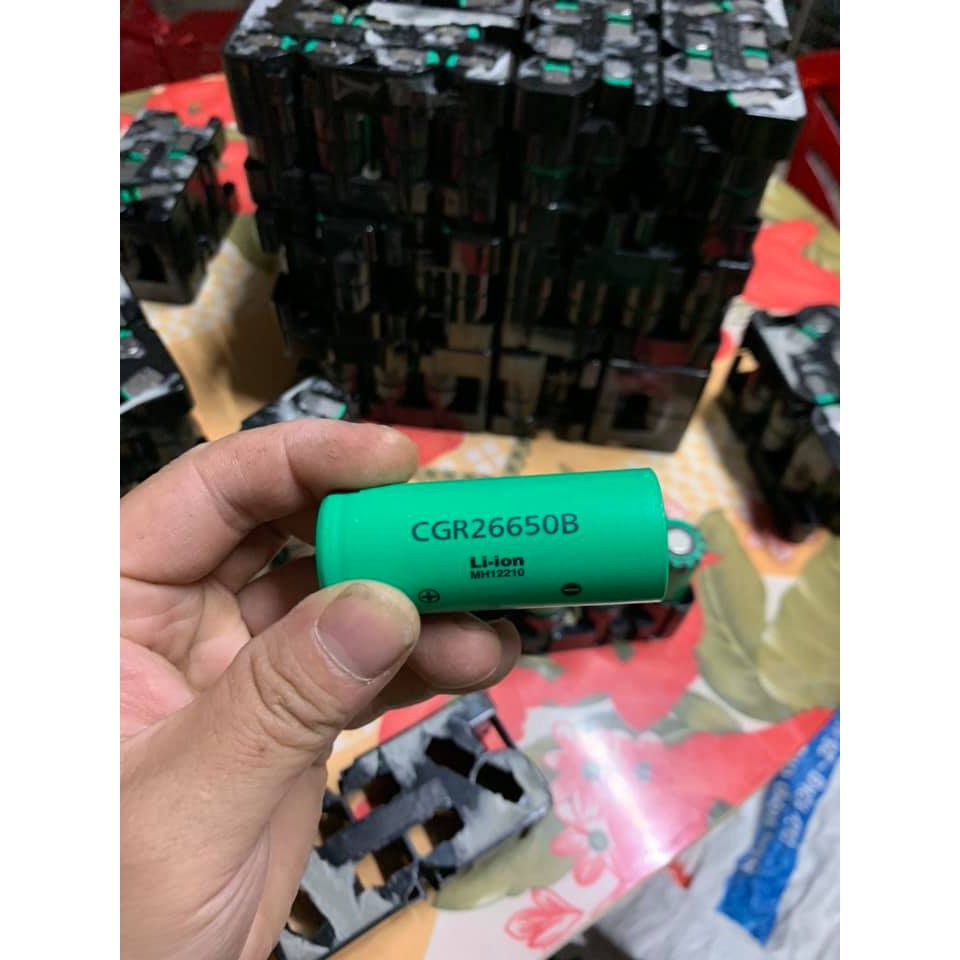 CGR26650B
Li-ion
MH12210
+ -